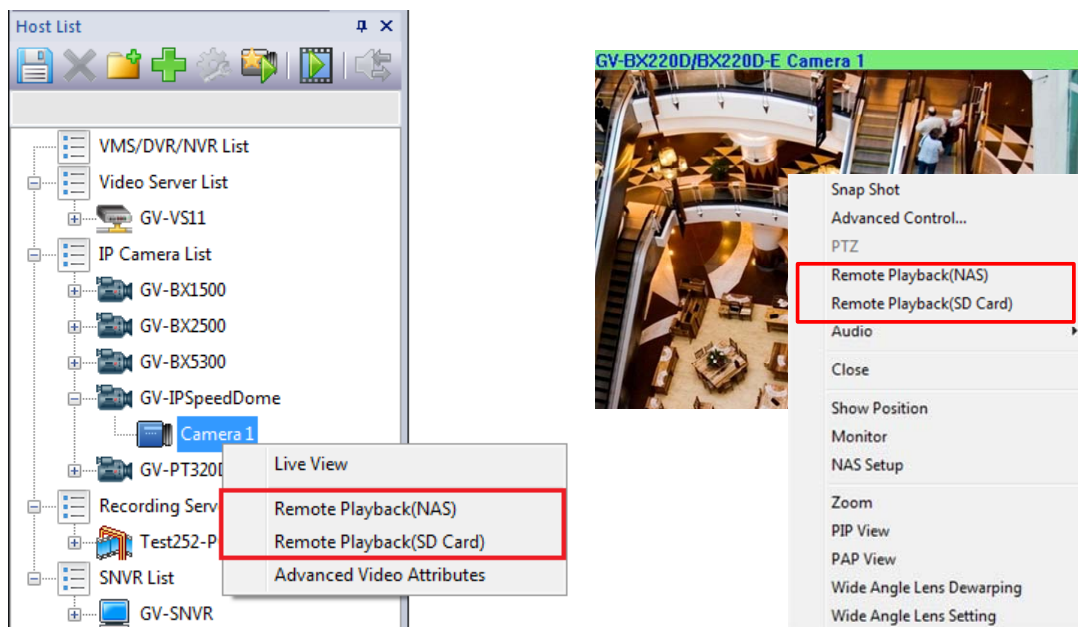 Host List
VMS/DVR/NVR List
Video Server List
GV-VS11
IP Camera List
GV-BX1500
GV-BX2500
GV-BX5300
GV-IPSpeedDome
Camera 1
GV-PT320
Recording Serv
Test252-P
SNVR List
GV-SNVR
Live View
Remote Playback(NAS)
Remote Playback(SD Card)
Advanced Video Attributes
GV-BX220D/BX220D-E Camera 1
Snap Shot
Advanced Control...
PTZ
Remote Playback(NAS)
Remote Playback(SD Card)
Audio
Close
Show Position
Monitor
NAS Setup
Zoom
PIP View
PAP View
Wide Angle Lens Dewarping
Wide Angle Lens Setting